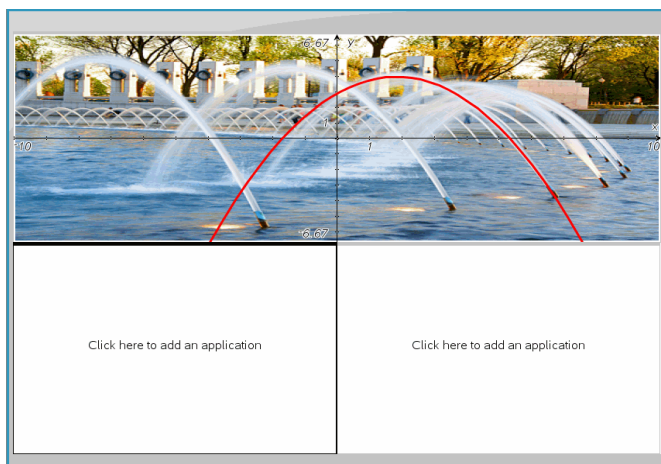 6.67 y
x
-10 1 1 10
-6.67
Click here to add an application
Click here to add an application